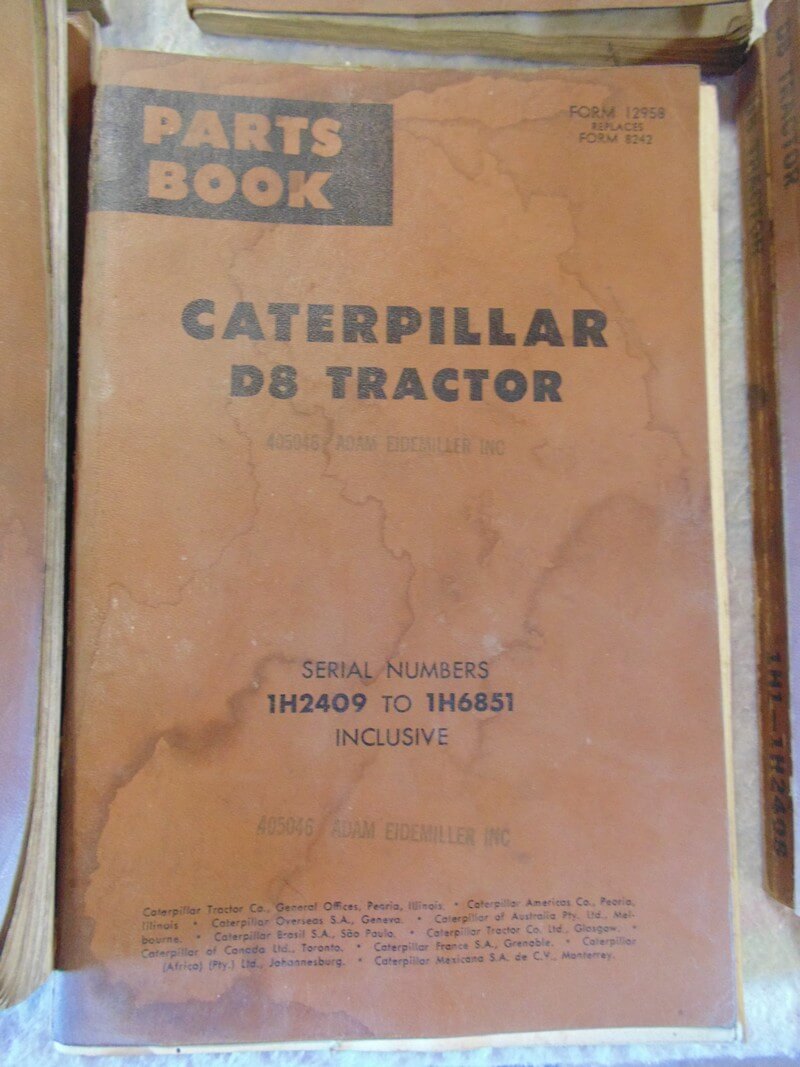 PARTS
BOOK
FORM 12958
REPLACES
FORM 8242
CATERPILLAR
D8 TRACTOR
405046 ADAM EIDEMILLER INC
SERIAL NUMBERS
1H2409 TO 1H6851
INCLUSIVE
405046 ADAM EIDEMILLER INC
Caterpillar Tractor Co., General Offices, Peoria, Illinois. • Caterpillar Americas Co., Peoria,
Illinois • Caterpillar Overseas S.A., Geneva. • Caterpillar of Australia Pty. Ltd., Mel-
bourne. • Caterpillar Brasil S.A., São Paulo. • Caterpillar Tractor Co. Ltd., Glasgow. •
Caterpillar of Canada Ltd., Toronto. • Caterpillar France S.A., Grenoble. • Caterpillar
(Africa) (Pty.) Ltd., Johannesburg. • Caterpillar Mexicana S.A. de C.V., Monterrey.
D8 TRACTOR
1H1-1H2408